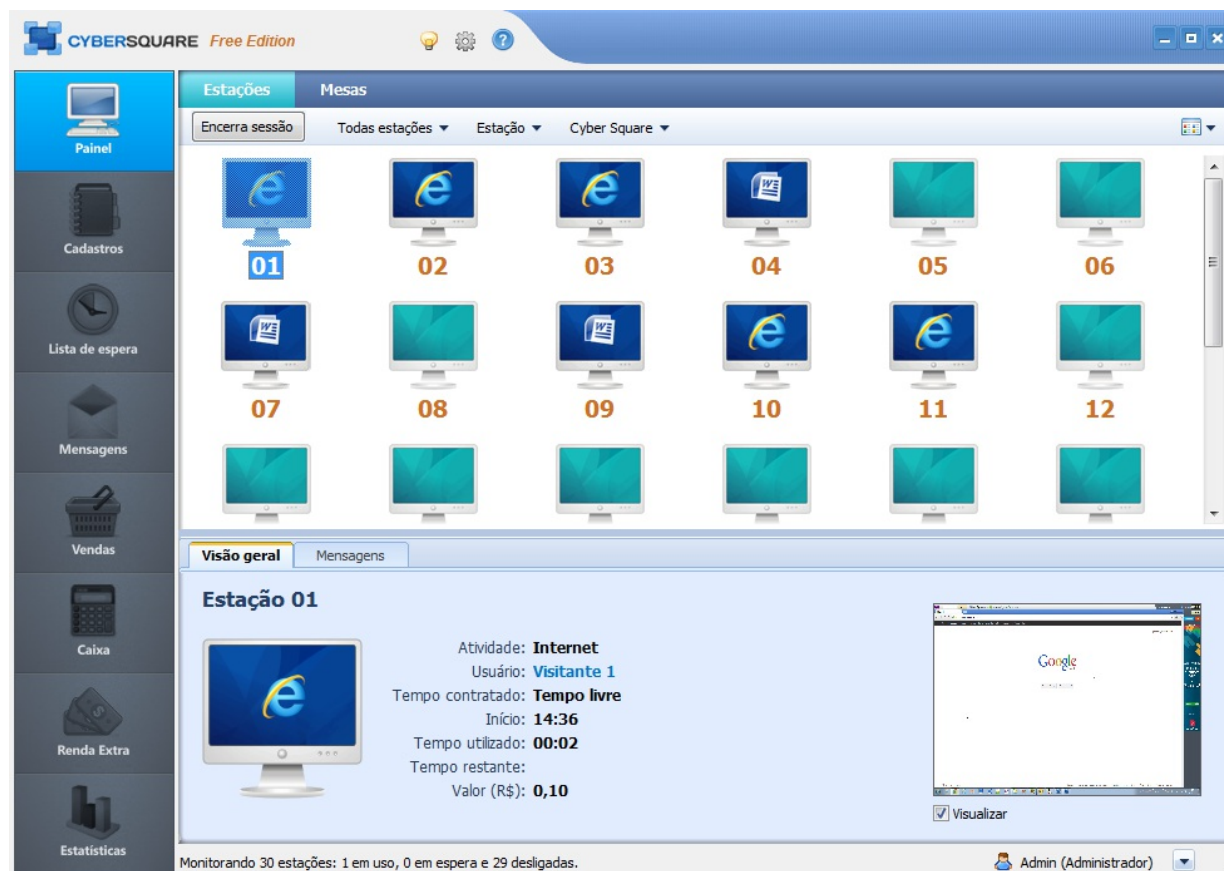 CYBERSQUARE Free Edition
Estações Mesas
Encerra sessão Todas estações Estação Cyber Square
Painel
Cadastros
Lista de espera
Mensagens
Vendas
Caixa
Renda Extra
Estatísticas
01 02 03 04 05 06
07 08 09 10 11 12
Visão geral Mensagens
Estação 01
Atividade: Internet
Usuário: Visitante 1
Tempo contratado: Tempo livre
Início: 14:36
Tempo utilizado: 00:02
Tempo restante:
Valor (R$): 0,10
Google
Visualizar
Monitorando 30 estações: 1 em uso, 0 em espera e 29 desligadas. Admin (Administrador)